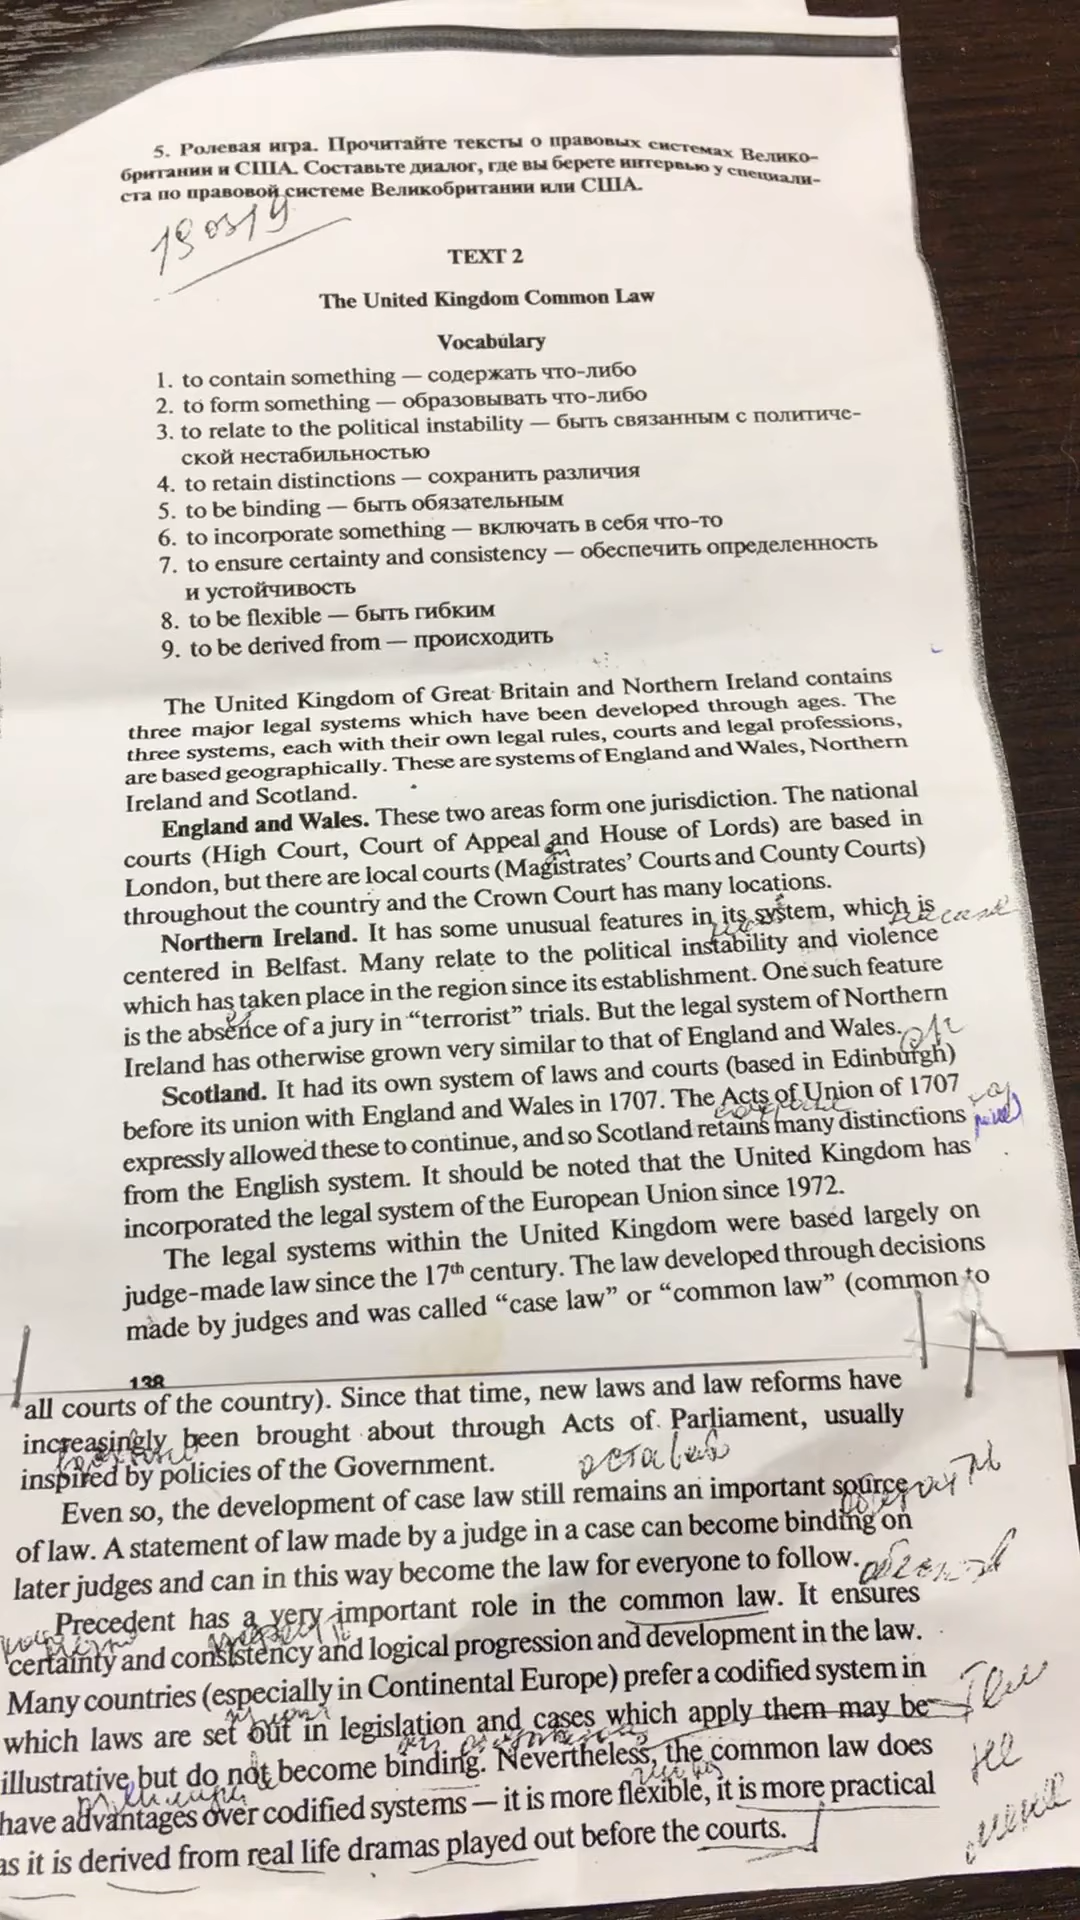 5. Ролевая игра. Прочитайте тексты о правовых системах Велико-
британии и США. Составьте диалог, где вы берете интервью у специали-
ста по правовой системе Великобритании или США.
TEXT 2
The United Kingdom Common Law
Vocabulary
1. to contain something — содержать что-либо
2. to form something — образовывать что-либо
3. to relate to the political instability — быть связанным с политиче-
ской нестабильностью
4. to retain distinctions — сохранить различия
5. to be binding — быть обязательным
6. to incorporate something — включать в себя что-то
7. to ensure certainty and consistency — обеспечить определенность
и устойчивость
8. to be flexible — быть гибким
9. to be derived from — происходить
The United Kingdom of Great Britain and Northern Ireland contains
three major legal systems which have been developed through ages. The
three systems, each with their own legal rules, courts and legal professions,
are based geographically. These are systems of England and Wales, Northern
Ireland and Scotland.
England and Wales. These two areas form one jurisdiction. The national
courts (High Court, Court of Appeal and House of Lords) are based in
London, but there are local courts (Magistrates' Courts and County Courts)
throughout the country and the Crown Court has many locations.
Northern Ireland. It has some unusual features in its system, which is
centered in Belfast. Many relate to the political instability and violence
which has taken place in the region since its establishment. One such feature
is the absence of a jury in "terrorist" trials. But the legal system of Northern
Ireland has otherwise grown very similar to that of England and Wales.
Scotland. It had its own system of laws and courts (based in Edinburgh)
before its union with England and Wales in 1707. The Acts of Union of 1707
expressly allowed these to continue, and so Scotland retains many distinctions
from the English system. It should be noted that the United Kingdom has
incorporated the legal system of the European Union since 1972.
The legal systems within the United Kingdom were based largely on
judge-made law since the 17th century. The law developed through decisions
made by judges and was called "case law" or "common law" (common to
138
all courts of the country). Since that time, new laws and law reforms have
increasingly been brought about through Acts of Parliament, usually
inspired by policies of the Government.
Even so, the development of case law still remains an important source
of law. A statement of law made by a judge in a case can become binding on
later judges and can in this way become the law for everyone to follow.
Precedent has a very important role in the common law. It ensures
certainty and consistency and logical progression and development in the law.
Many countries (especially in Continental Europe) prefer a codified system in
which laws are set out in legislation and cases which apply them may be
illustrative but do not become binding. Nevertheless, the common law does
have advantages over codified systems — it is more flexible, it is more practical
as it is derived from real life dramas played out before the courts.